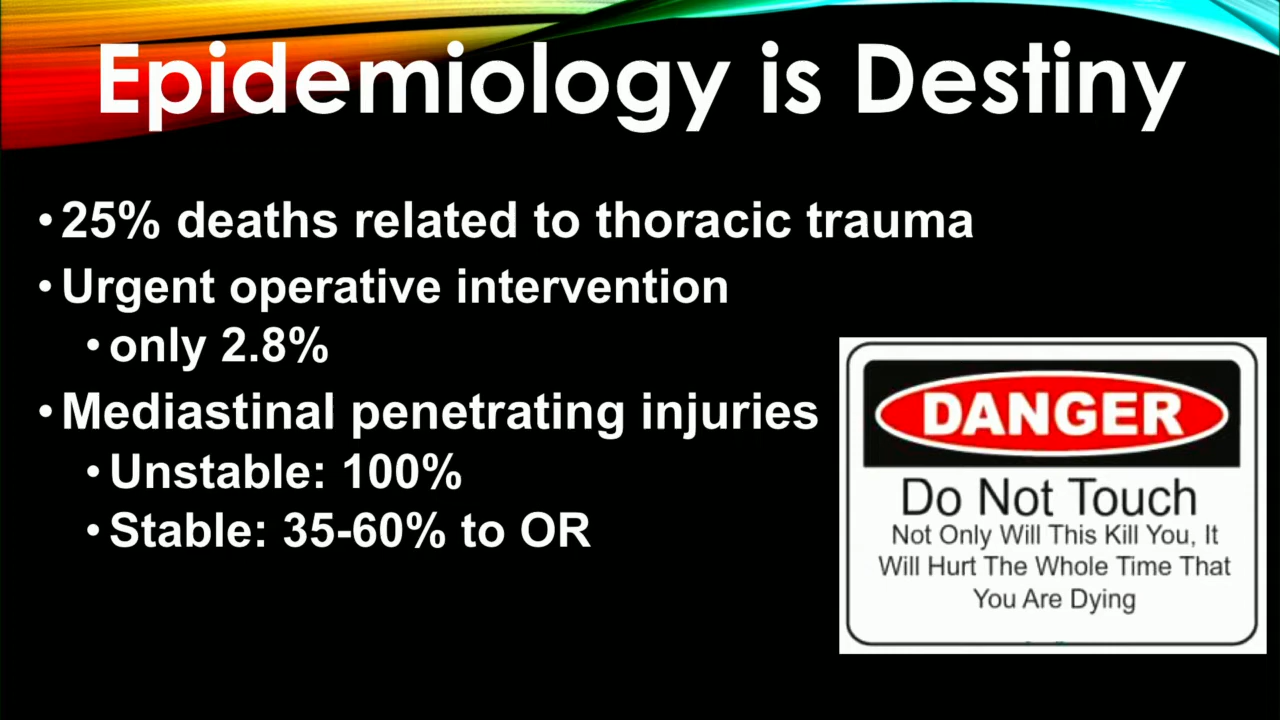 Epidemiology is Destiny
•25% deaths related to thoracic trauma
•Urgent operative intervention
•only 2.8%
•Mediastinal penetrating injuries
•Unstable: 100%
•Stable: 35-60% to OR
DANGER
Do Not Touch
Not Only Will This Kill You, It
Will Hurt The Whole Time That
You Are Dying